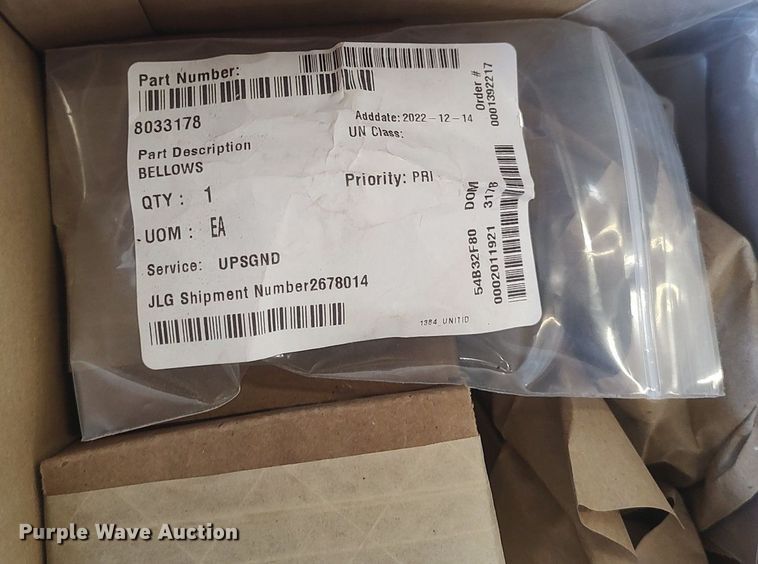 Part Number:
8033178
Adddate: 2022-12-14
UN Class:
Part Description
BELLOWS
Priority: PRI
QTY : 1
UOM : EA
Service: UPSGND
JLG Shipment Number2678014
1384 UNITID
Order #
0001392217
54B32F80 DOM
0002011921 3178
Purple Wave Auction